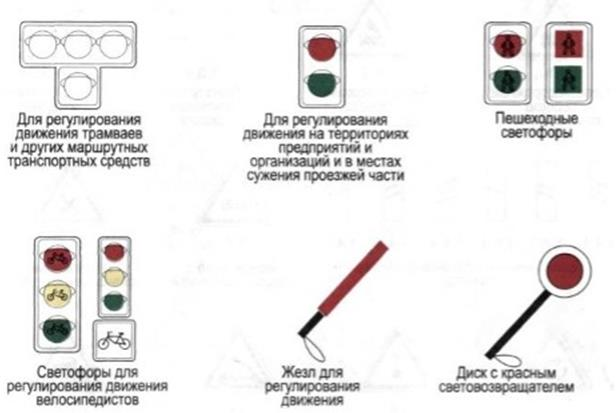 Для регулирования
движения трамваев
и других маршрутных
транспортных средств
Для регулирования
движения на территориях
предприятий и
организаций и в местах
сужения проезжей части
Пешеходные
светофоры
Светофоры для
регулирования движения
велосипедистов
Жезл для
регулирования
движения
Диск с красным
световозвращателем